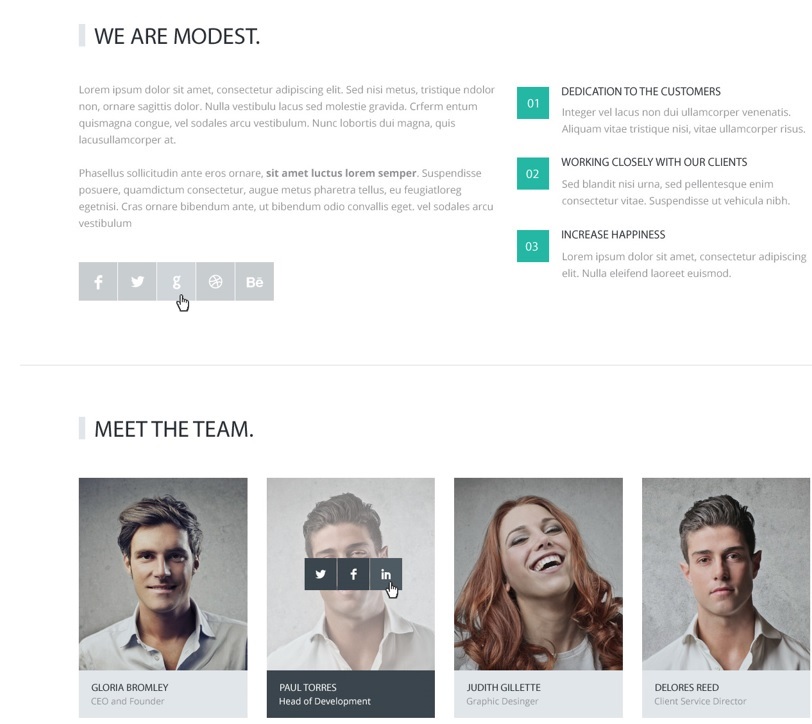 WE ARE MODEST.
Lorem ipsum dolor sit amet, consectetur adipiscing elit. Sed nisi metus, tristique ndolor
non, ornare sagittis dolor. Nulla vestibulu lacus sed molestie gravida. Crferm entum
quismagna congue, vel sodales arcu vestibulum. Nunc lobortis dui magna, quis
lacusullamcorper at.
Phasellus sollicitudin ante eros ornare, sit amet luctus lorem semper. Suspendisse
posuere, quamdictum consectetur, augue metus pharetra tellus, eu feugiatloreg
egetnisi. Cras ornare bibendum ante, ut bibendum odio convallis eget. vel sodales arcu
vestibulum
f
g
Bē
01
DEDICATION TO THE CUSTOMERS
Integer vel lacus non dui ullamcorper venenatis.
Aliquam vitae tristique nisi, vitae ullamcorper risus.
02
WORKING CLOSELY WITH OUR CLIENTS
Sed blandit nisi urna, sed pellentesque enim
consectetur vitae. Suspendisse ut vehicula nibh.
03
INCREASE HAPPINESS
Lorem ipsum dolor sit amet, consectetur adipiscing
elit. Nulla eleifend laoreet euismod.
MEET THE TEAM.
f
in
GLORIA BROMLEY
CEO and Founder
PAUL TORRES
Head of Development
JUDITH GILLETTE
Graphic Desinger
DELORES REED
Client Service Director